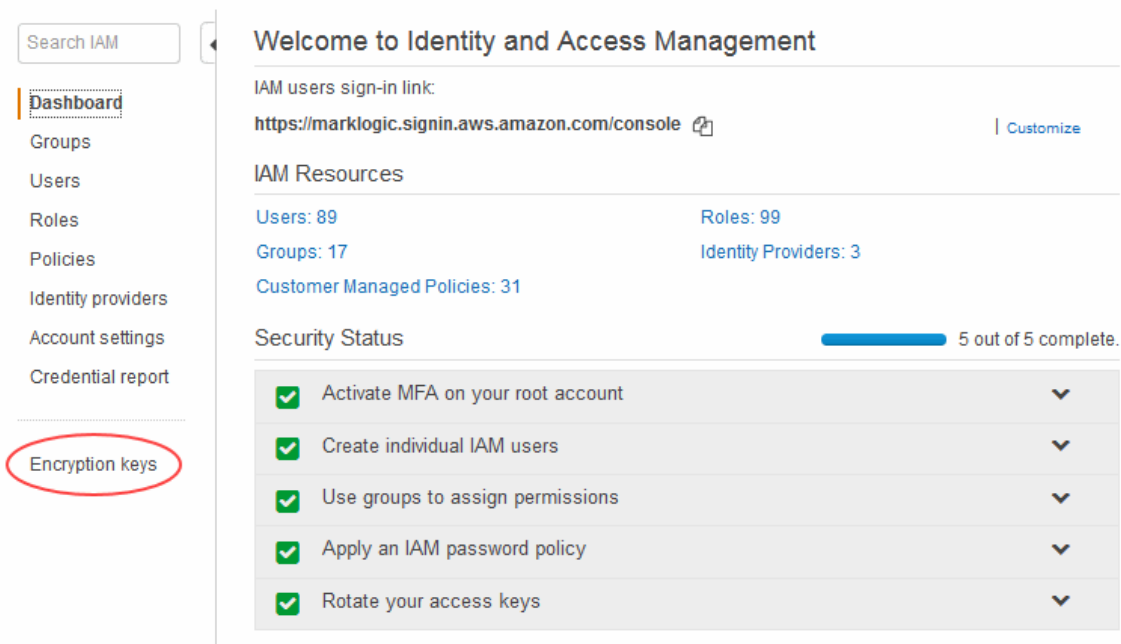 Search IAM
Dashboard
Groups
Users
Roles
Policies
Identity providers
Account settings
Credential report
Encryption keys
Welcome to Identity and Access Management
IAM users sign-in link:
https://marklogic.signin.aws.amazon.com/console
| Customize
IAM Resources
Users: 89
Roles: 99
Groups: 17
Identity Providers: 3
Customer Managed Policies: 31
Security Status
5 out of 5 complete.
Activate MFA on your root account
Create individual IAM users
Use groups to assign permissions
Apply an IAM password policy
Rotate your access keys